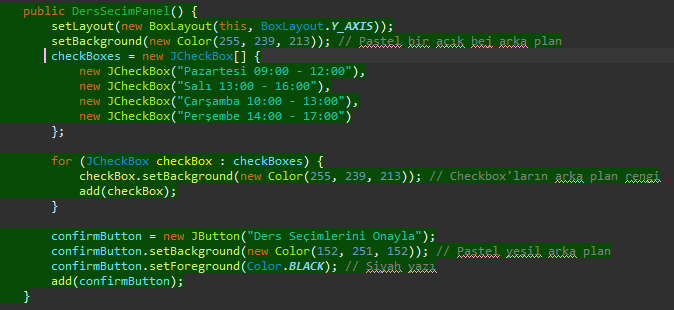 public DersSecimPanel() {
setLayout(new BoxLayout(this, BoxLayout.Y_AXIS));
setBackground(new Color(255, 239, 213)); // Pastel bir açık bej arka plan
checkBoxes = new JCheckBox[] {
new JCheckBox("Pazartesi 09:00 - 12:00"),
new JCheckBox("Salı 13:00 - 16:00"),
new JCheckBox("Çarşamba 10:00 - 13:00"),
new JCheckBox("Perşembe 14:00 - 17:00")
};
for (JCheckBox checkBox : checkBoxes) {
checkBox.setBackground(new Color(255, 239, 213)); // Checkbox'ların arka plan rengi
add(checkBox);
}
confirmButton = new JButton("Ders Seçimlerini Onayla");
confirmButton.setBackground(new Color(152, 251, 152)); // Pastel yeşil arka plan
confirmButton.setForeground(Color.BLACK); // Siyah yazı
add(confirmButton);
}